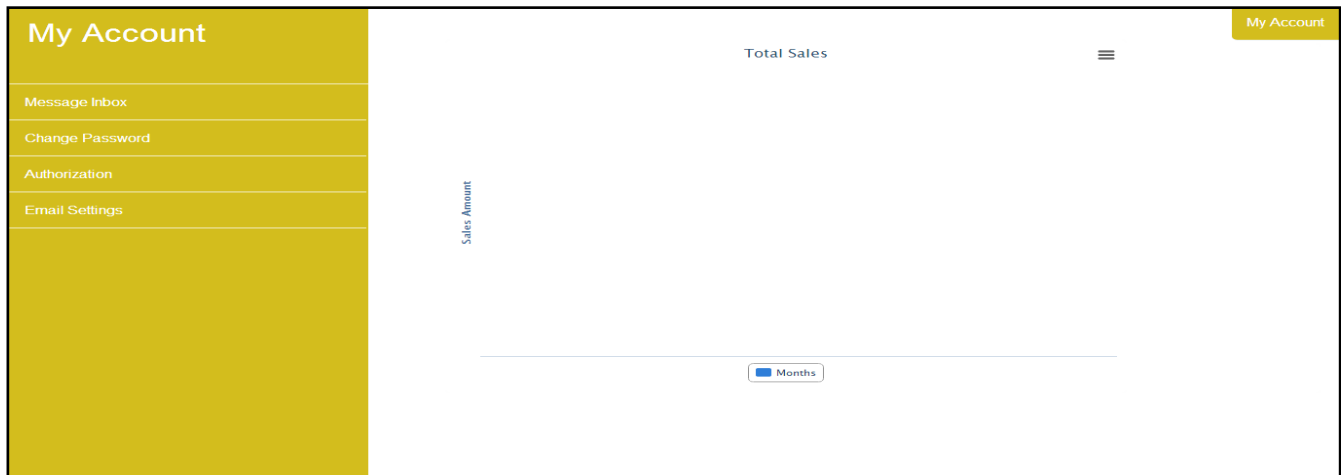 My Account
My Account
Message Inbox
Change Password
Authorization
Email Settings
Total Sales
Sales Amount
Months